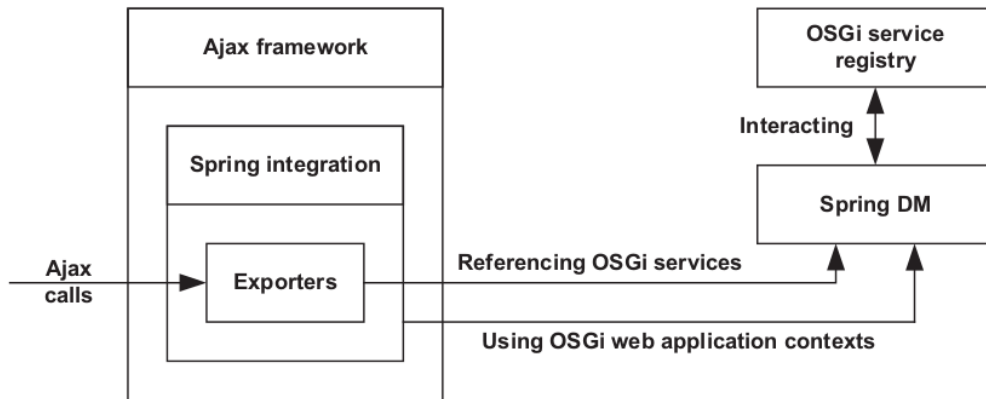 Ajax framework
OSGi service
registry
Interacting
Spring integration
Spring DM
Ajax
calls
Exporters
Referencing OSGi services
Using OSGi web application contexts